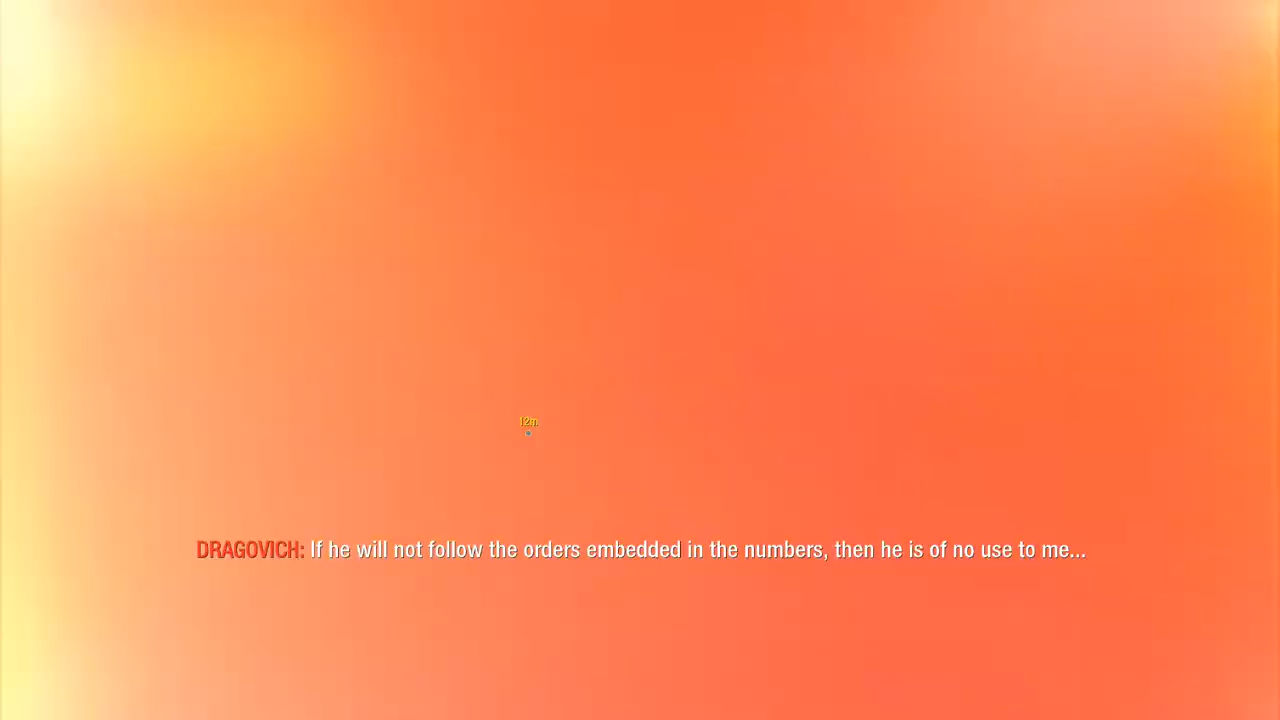 12m
DRAGOVICH: If he will not follow the orders embedded in the numbers, then he is of no use to me...